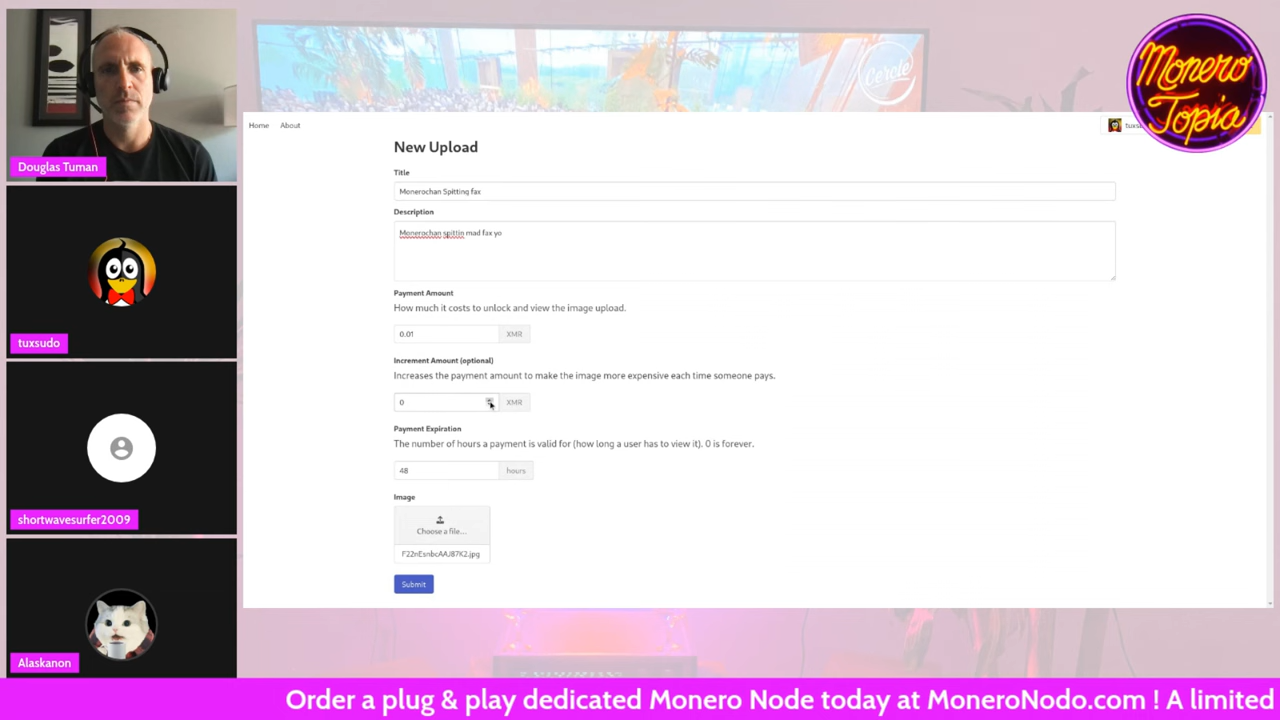 Douglas Tuman
tuxsudo
shortwavesurfer2009
Alaskanon
Cercle
Monero
Topia
Home About
New Upload
Title
Monerochan Spitting fax
Description
Monerochan spittin mad fax yo
Payment Amount
How much it costs to unlock and view the image upload.
0.01 XMR
Increment Amount (optional)
Increases the payment amount to make the image more expensive each time someone pays.
0 XMR
Payment Expiration
The number of hours a payment is valid for (how long a user has to view it). 0 is forever.
48 hours
Image
Choose a file...
F22nEsnbcAAJ87K2.jpg
Submit
Order a plug & play dedicated Monero Node today at MoneroNodo.com ! A limited